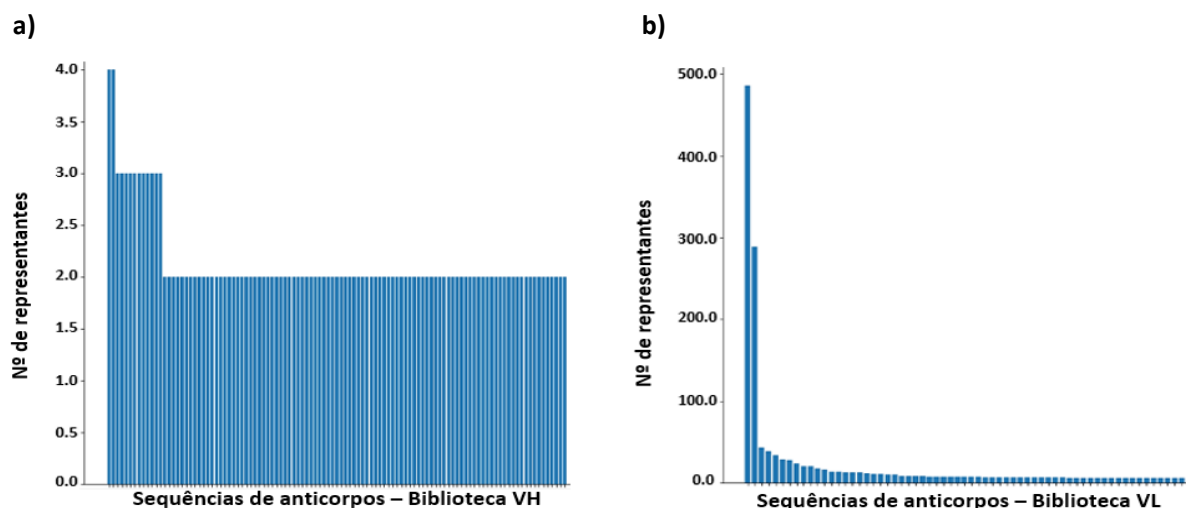 a)
Nº de representantes
4.0
3.5
3.0
2.5
2.0
1.5
1.0
0.5
0.0
Sequências de anticorpos – Biblioteca VH
b)
Nº de representantes
500.0
400.0
300.0
200.0
100.0
0.0
Sequências de anticorpos – Biblioteca VL